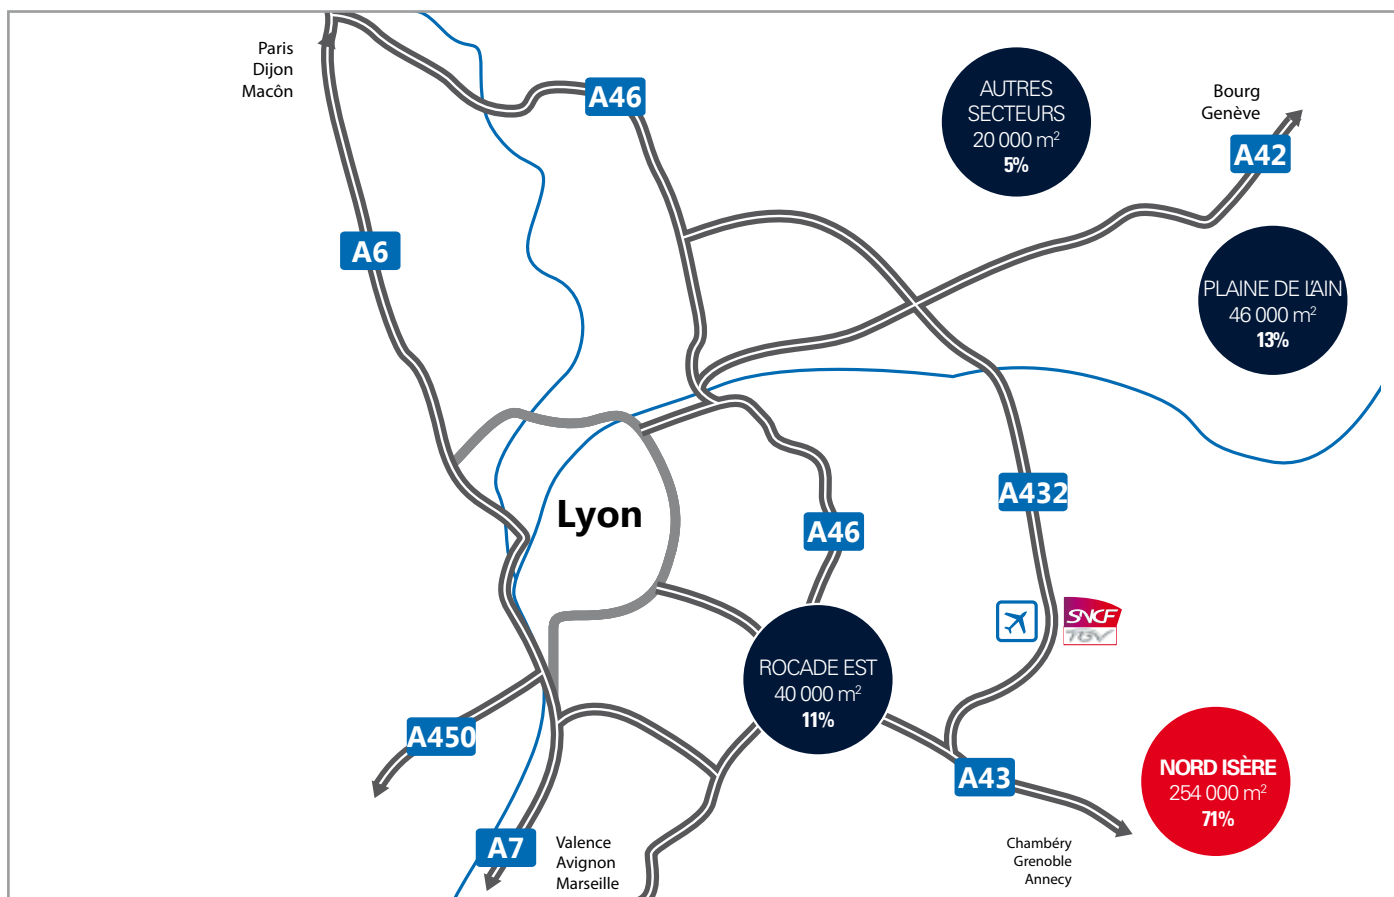 Paris
Dijon
Macôn
A46
AUTRES
SECTEURS
20 000 m²
5%
Bourg
Genève
A42
A6
PLAINE DE L'AIN
46 000 m²
13%
Lyon
A432
A46
SNCF
TGV
ROCADE EST
40 000 m²
11%
A450
A43
NORD ISÈRE
254 000 m²
71%
A7
Valence
Avignon
Marseille
Chambéry
Grenoble
Annecy